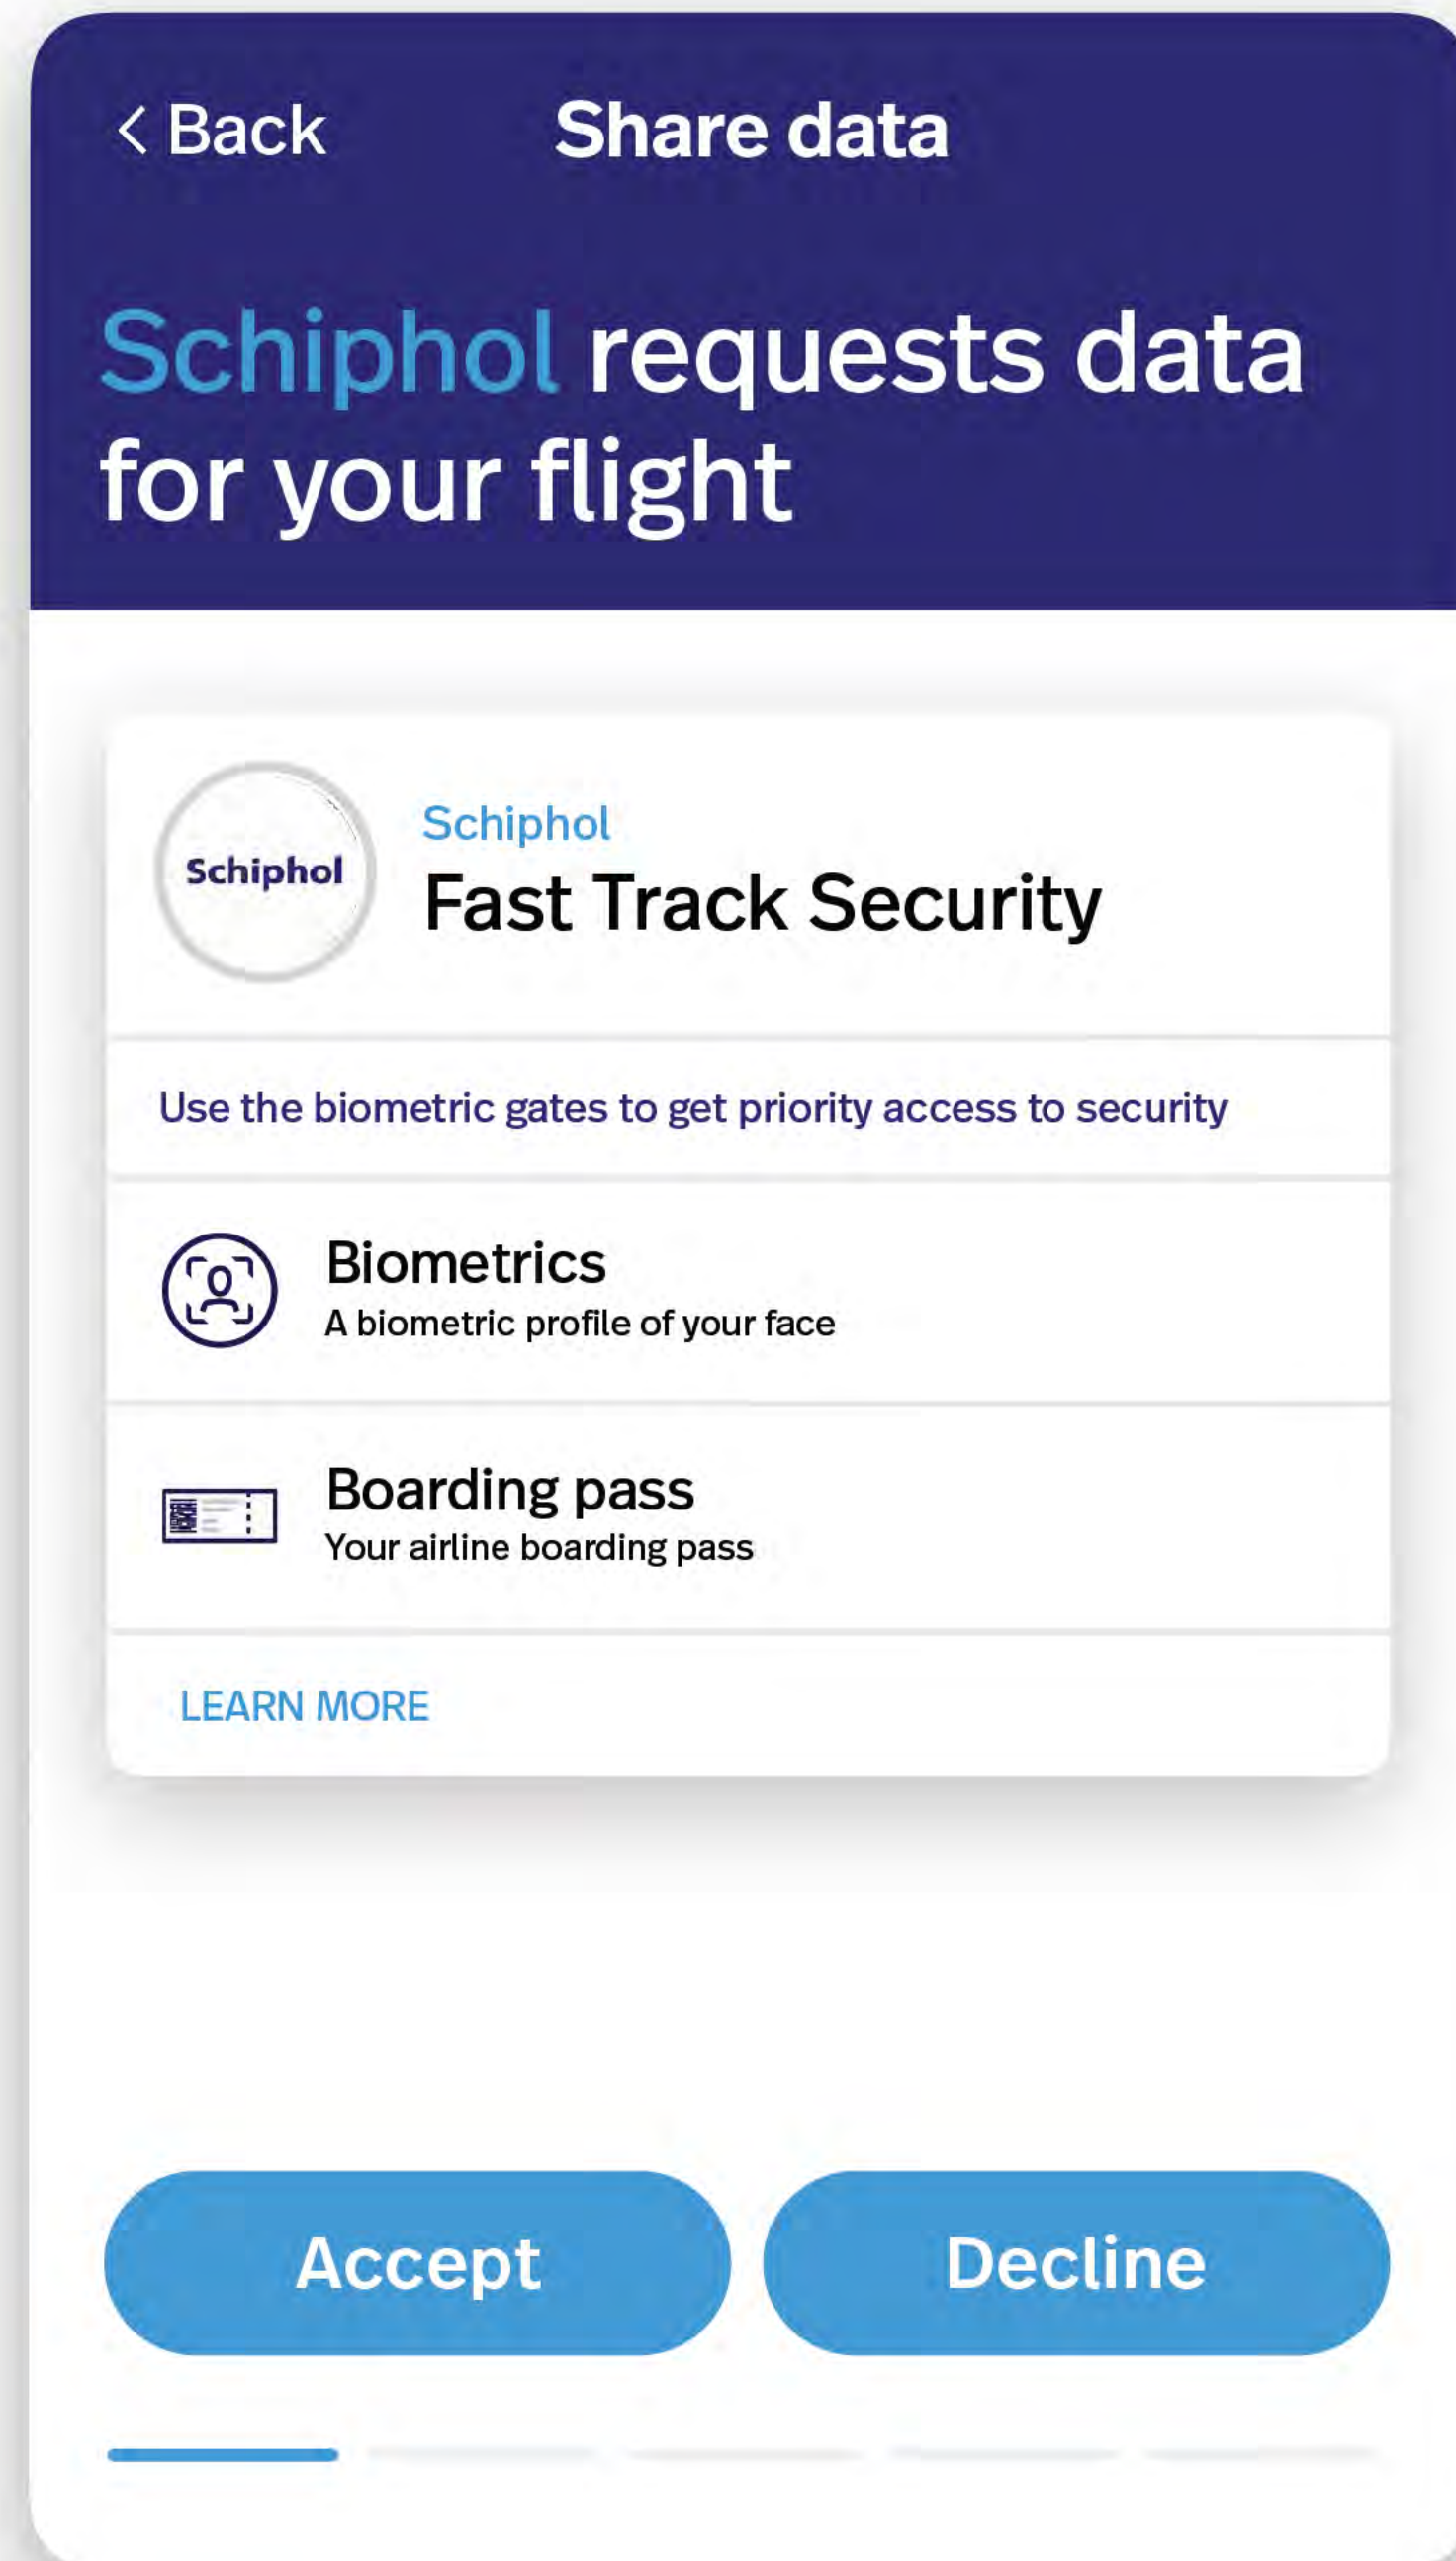 < Back
Share data
Schiphol requests data
for your flight
Schiphol
Schiphol
Fast Track Security
Use the biometric gates to get priority access to security
Biometrics
A biometric profile of your face
Boarding pass
Your airline boarding pass
LEARN MORE
Accept
Decline